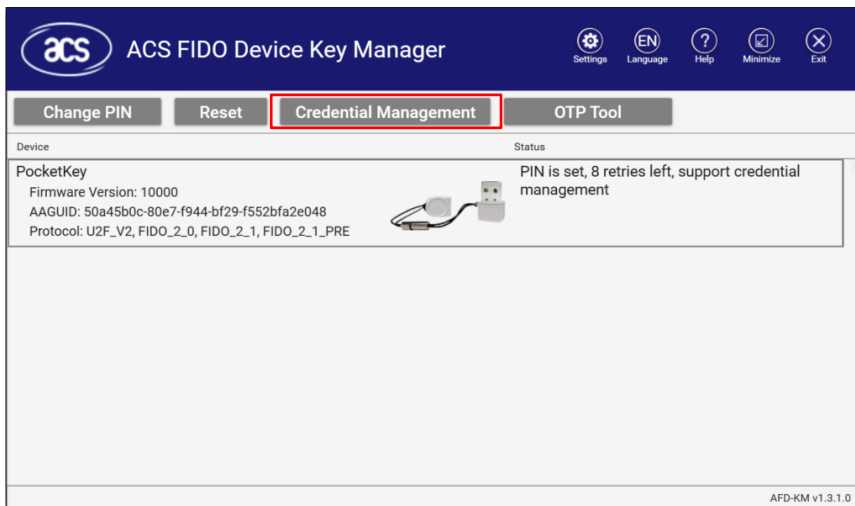 acs
ACS FIDO Device Key Manager
Settings
EN
Language
?
Help
Minimize
Exit
Change PIN
Reset
Credential Management
OTP Tool
Device
Status
PocketKey
Firmware Version: 10000
AAGUID: 50a45b0c-80e7-f944-bf29-f552bfa2e048
Protocol: U2F_V2, FIDO_2_0, FIDO_2_1, FIDO_2_1_PRE
PIN is set, 8 retries left, support credential
management
AFD-KM v1.3.1.0